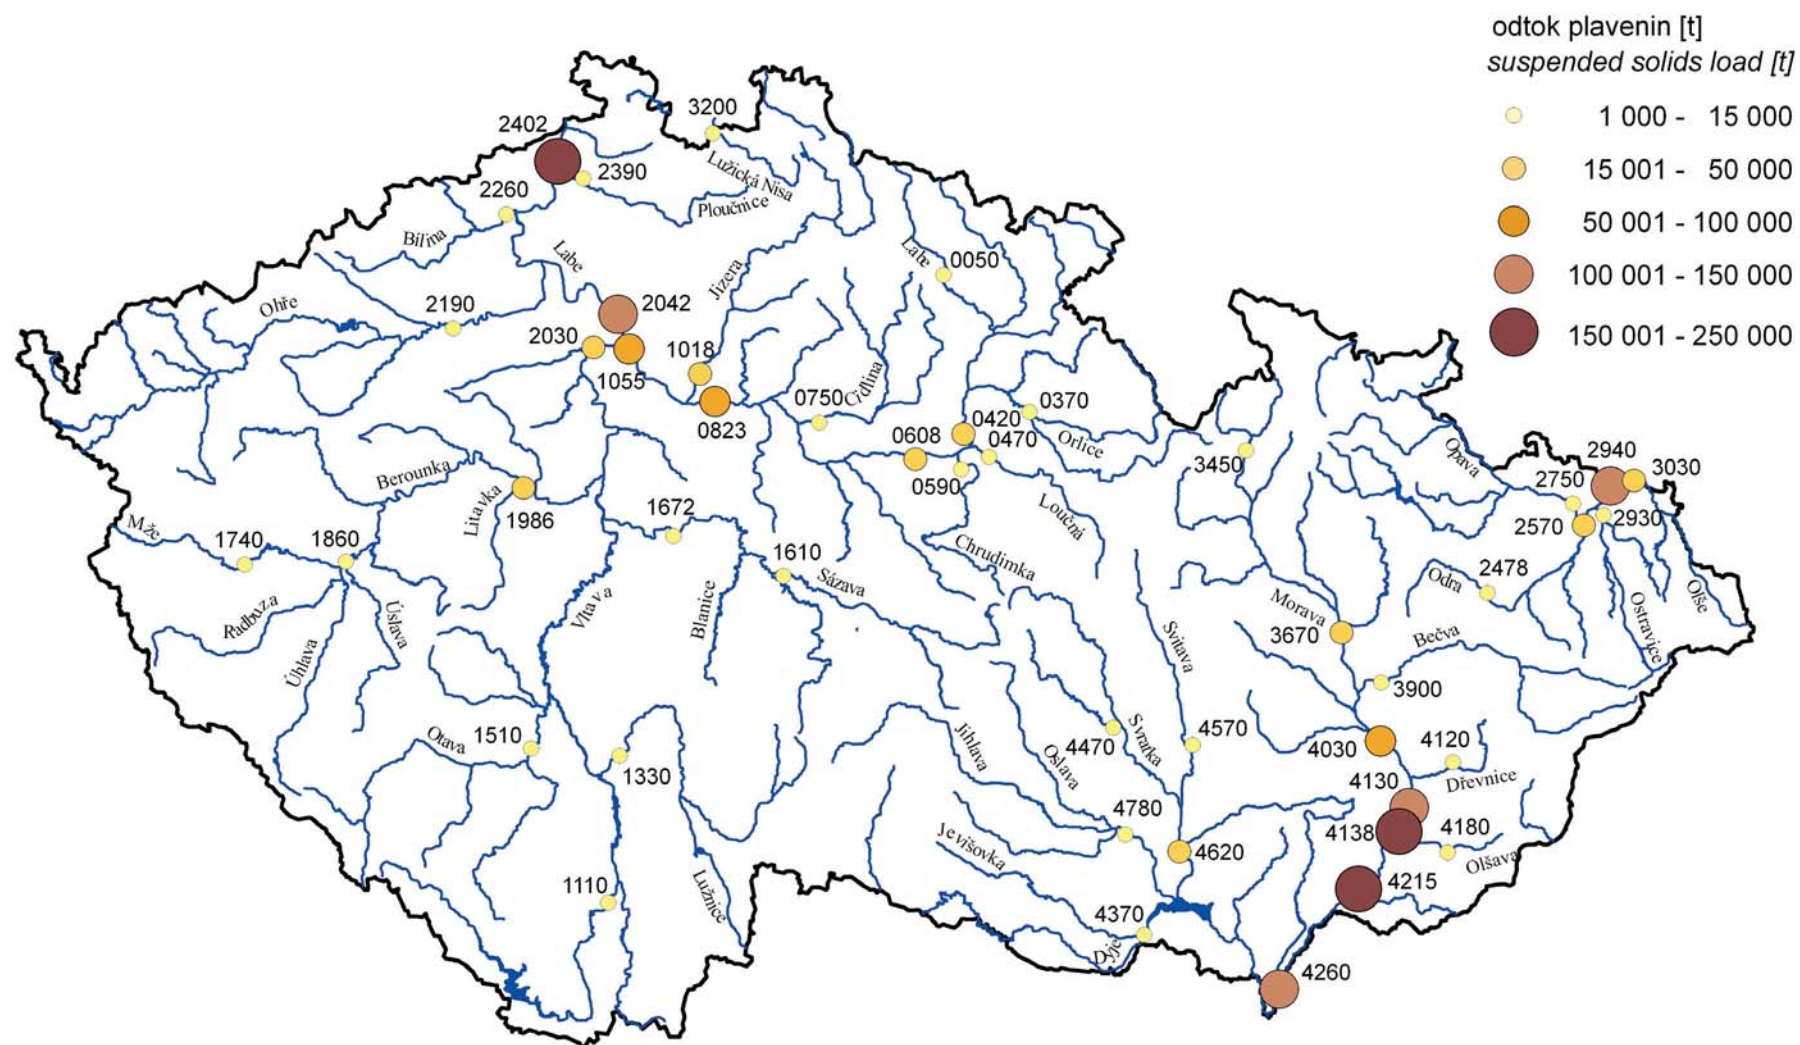 odtok plavenin [t]
suspended solids load [t]
1 000 - 15 000
15 001 - 50 000
50 001 - 100 000
100 001 - 150 000
150 001 - 250 000
3200
2402
2390
2260
Lužická Nisa
Ploučnice
Bílina
Labe
Labe
0050
Jizera
Ohře
2190
2042
2030
1018
1055
0823
0750
Cidlina
0370
0420
0608
0470
Orlice
0590
3450
Opava
2940
3030
2750
2570
2930
Berounka
Litavka
1986
1672
Loučná
Mže
1740
1860
1610
Sázava
Chrudimka
Radbuza
Úslava
Úhlava
Vltava
Blanice
Svitava
Morava
3670
Odra
2478
Bečva
Ostravice
Olše
3900
Otava
1510
1330
Jihlava
Oslava
4470
Svratka
4570
4030
4120
Dřevnice
4130
4138
4180
Olšava
4780
4620
Jevišovka
4215
1110
Lužnice
4370
Dyje
4260